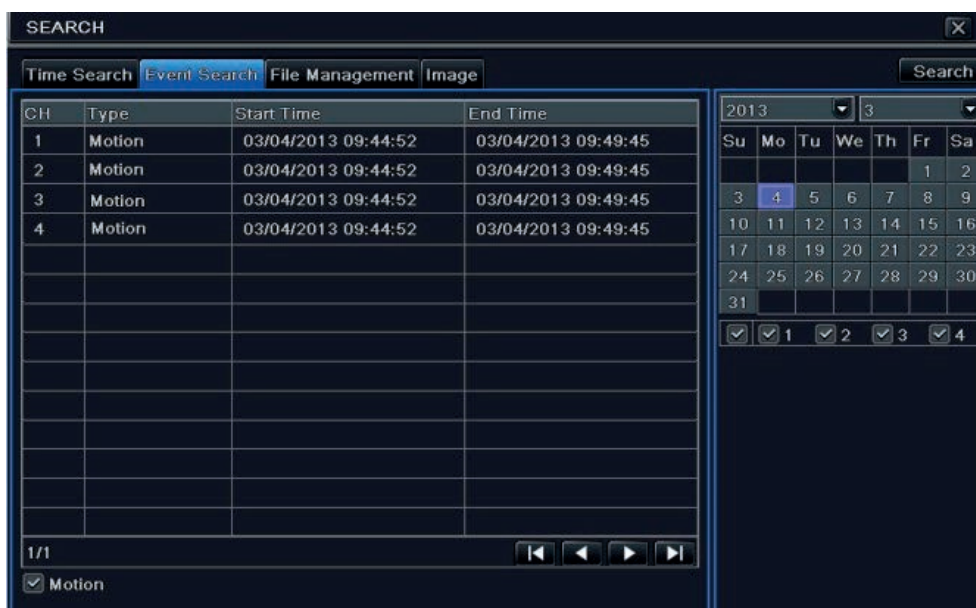 SEARCH
Time Search Event Search File Management Image
Search
CH Type Start Time End Time
1 Motion 03/04/2013 09:44:52 03/04/2013 09:49:45
2 Motion 03/04/2013 09:44:52 03/04/2013 09:49:45
3 Motion 03/04/2013 09:44:52 03/04/2013 09:49:45
4 Motion 03/04/2013 09:44:52 03/04/2013 09:49:45
1/1
Motion
2013 3
Su Mo Tu We Th Fr Sa
1 2
3 4 5 6 7 8 9
10 11 12 13 14 15 16
17 18 19 20 21 22 23
24 25 26 27 28 29 30
31
1 2 3 4